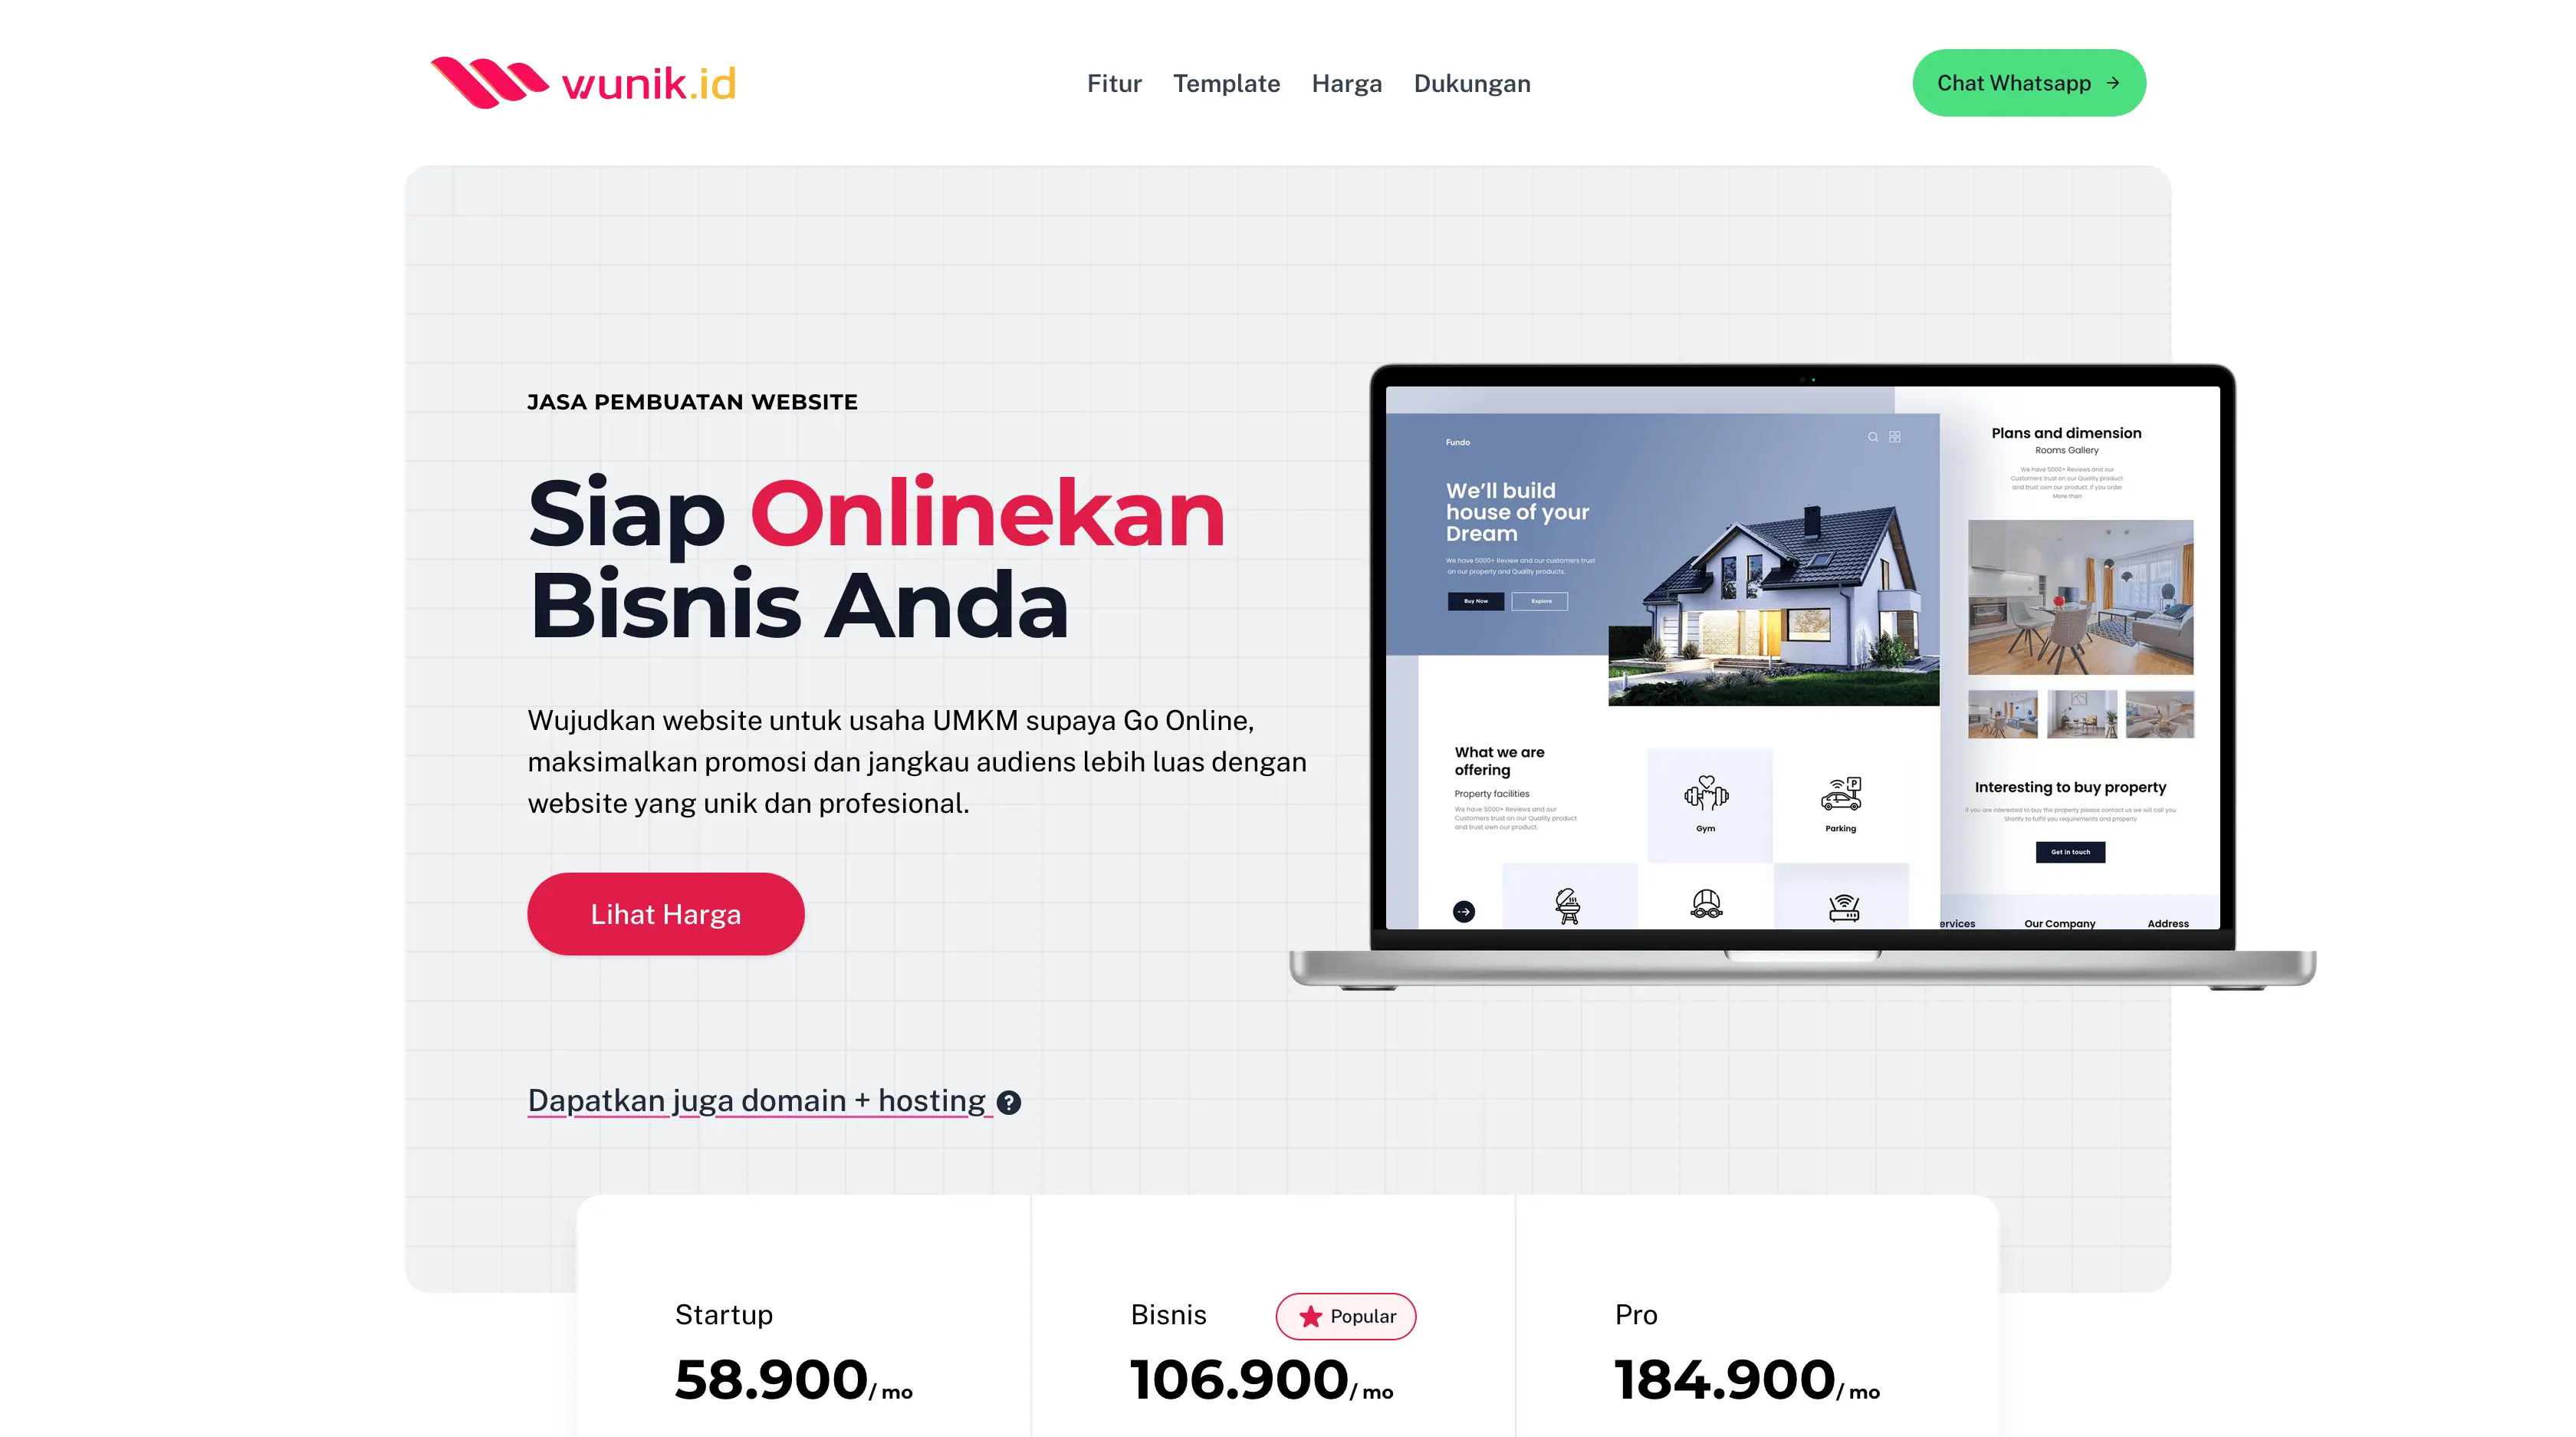 wunik.id
Fitur
Template
Harga
Dukungan
Chat Whatsapp
JASA PEMBUATAN WEBSITE
Siap Onlinekan
Bisnis Anda
Wujudkan website untuk usaha UMKM supaya Go Online,
maksimalkan promosi dan jangkau audiens lebih luas dengan
website yang unik dan profesional.
Lihat Harga
Dapatkan juga domain + hosting
Fundo
We'll build
house of your
Dream
We have 5000+ Review and our customers trust
on our property and Quality products.
Buy Now
Explore
What we are
offering
Property facilities
We have 5000+ Reviews and our
Customers trust on our Quality product
and trust own our product.
Gym
Parking
Plans and dimension
Rooms Gallery
We have 5000+ Reviews and our
Customers trust on our Quality product
and trust own our product. If you order
More than
Interesting to buy property
If you are interested to buy the property please contact us we will call you
Shortly to fulfil you requirements and property
Get in touch
ervices
Our Company
Address
Startup
58.900/ mo
Bisnis
Popular
106.900/ mo
Pro
184.900/ mo